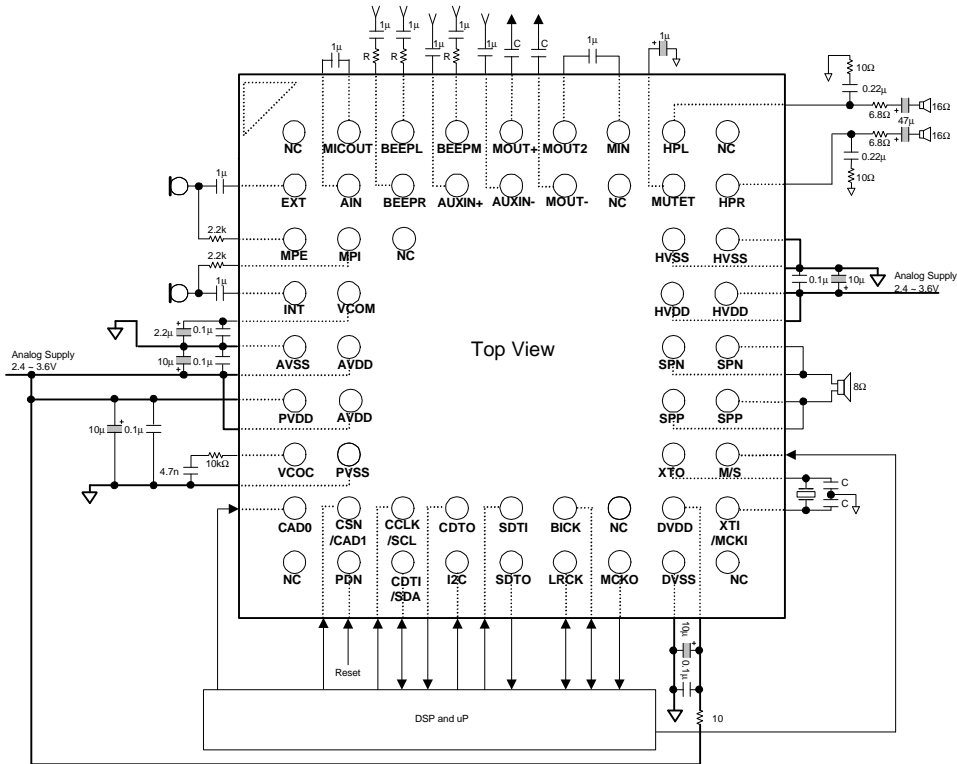 1μ 1μ 1μ 1μ 1μ C C 1μ 1μ
1μ R R R
10Ω
0.22μ
6.8Ω
47μ
16Ω
6.8Ω
16Ω
0.22μ
10Ω
NC MICOUT BEEPL BEEPM MOUT+ MOUT2 MIN HPL NC
1μ
EXT AIN BEEPR AUXIN+ AUXIN- MOUT- NC MUTET HPR
2.2k
MPE MPI NC HVSS HVSS
2.2k
0.1μ 10μ
Analog Supply
2.4 ~ 3.6V
1μ
INT VCOM HVDD HVDD
2.2μ 0.1μ
Top View
AVSS AVDD SPN SPN
Analog Supply
2.4 ~ 3.6V
10μ 0.1μ
8Ω
PVDD AVDD SPP SPP
10μ 0.1μ
10kΩ
4.7n
VCOC PVSS XTO M/S
C
C
CAD0 CSN CCLK CDTO SDTI BICK NC DVDD XTI
/CAD1 /SCL /MCKI
NC PDN CDTI I2C SDTO LRCK MCKO DVSS NC
/SDA
10μ
Reset
0.1μ
DSP and uP
10